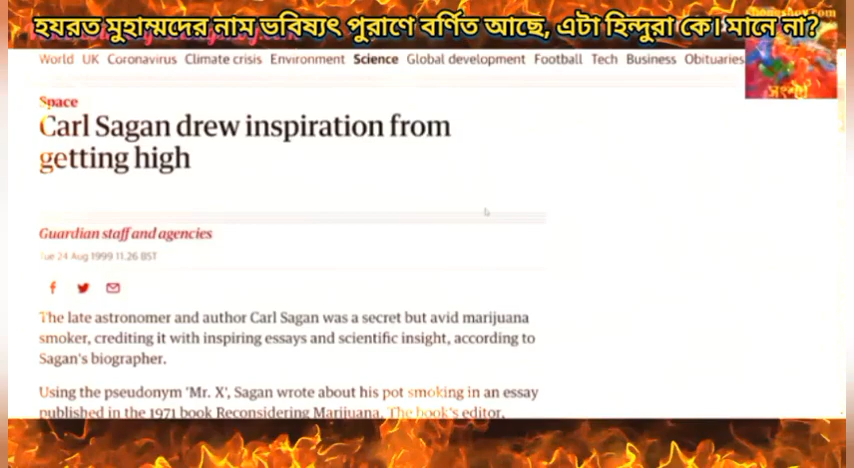 হযরত মুহাম্মদের নাম ভবিষ্যৎ পুরাণে বর্ণিত আছে, এটা হিন্দুরা কো মানে না?
World UK Coronavirus Climate crisis Environment Science Global development Football Tech Business Obituaries
সংশয়
Space
Carl Sagan drew inspiration from
getting high
Guardian staff and agencies
Tue 24 Aug 1999 11.26 BST
The late astronomer and author Carl Sagan was a secret but avid marijuana
smoker, crediting it with inspiring essays and scientific insight, according to
Sagan's biographer.
Using the pseudonym 'Mr. X', Sagan wrote about his pot smoking in an essay
published in the 1971 book Reconsidering Marijuana. The book's editor,